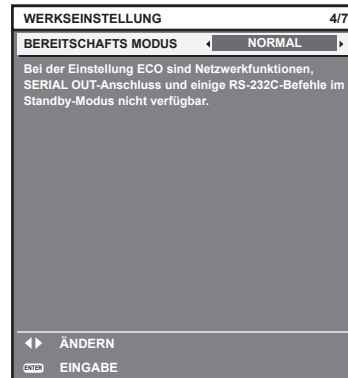 WERKSEINSTELLUNG 4/7
BEREITSCHAFTS MODUS NORMAL
Bei der Einstellung ECO sind Netzwerkfunktionen,
SERIAL OUT-Anschluss und einige RS-232C-Befehle im
Standby-Modus nicht verfügbar.
ÄNDERN
ENTER EINGABE